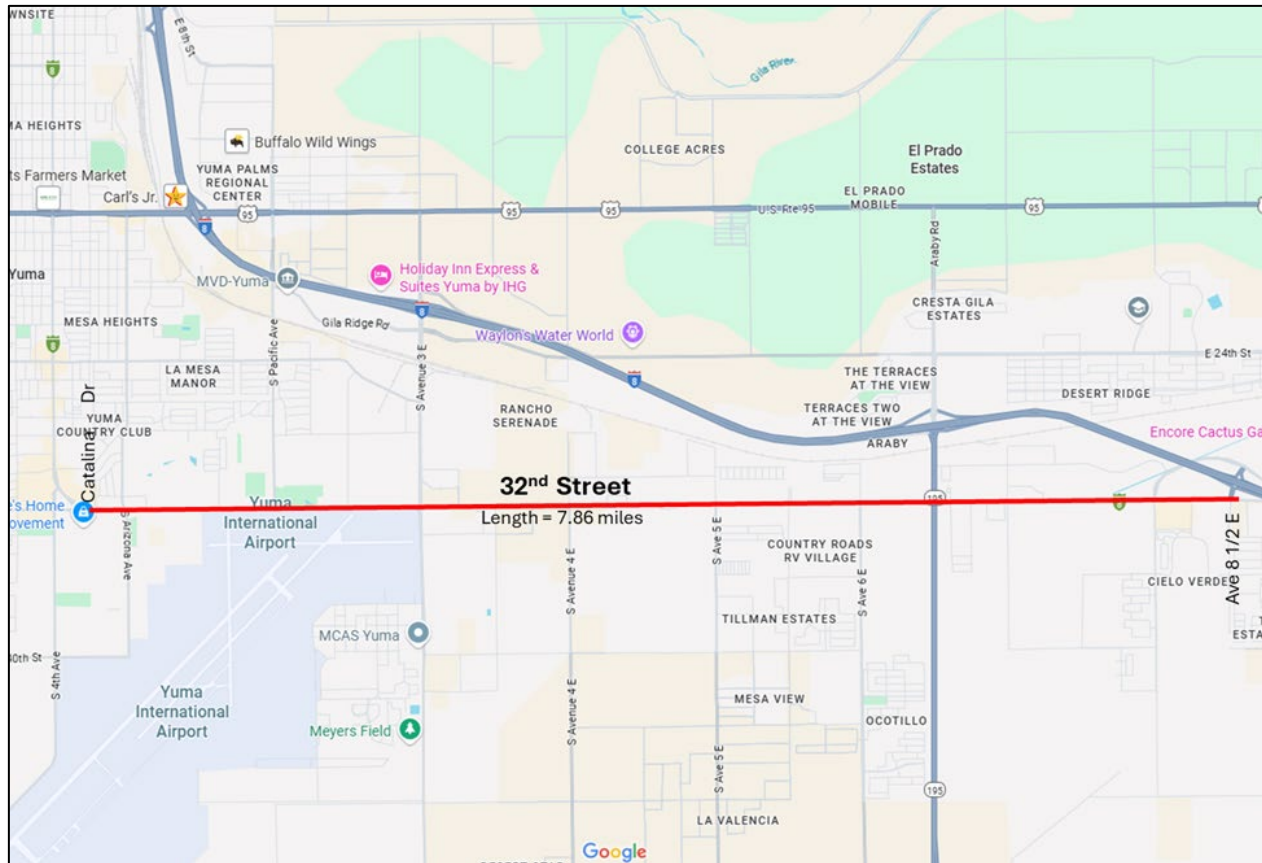 WNSITE
E 8th St
8
Gila River
MA HEIGHTS
Buffalo Wild Wings
COLLEGE ACRES
El Prado
Estates
ts Farmers Market
Carl's Jr.
YUMA PALMS
REGIONAL
CENTER
EL PRADO
MOBILE
95
95
95
U.S. Rte 95
95
8
Yuma
MVD-Yuma
Holiday Inn Express &
Suites Yuma by IHG
Araby Rd
MESA HEIGHTS
S Pacific Ave
Gila Ridge Rd
8
Waylon's Water World
CRESTA GILA
ESTATES
8
E 24th St
LA MESA
MANOR
S Avenue 3 E
8
THE TERRACES
AT THE VIEW
DESERT RIDGE
Catalina Dr
YUMA
COUNTRY CLUB
RANCHO
SERENADE
TERRACES TWO
AT THE VIEW
ARABY
Encore Cactus Ga
32nd Street
Length = 7.86 miles
e's Home
ovement
S Arizona Ave
Yuma
International
Airport
195
8
S Ave 5 E
COUNTRY ROADS
RV VILLAGE
Ave 8 1/2 E
S Avenue 4 E
S Ave 6 E
CIELO VERDE
MCAS Yuma
TILLMAN ESTATES
ESTA
40th St
S 4th Ave
Yuma
International
Airport
MESA VIEW
Meyers Field
S Avenue 4 E
S Ave 5 E
OCOTILLO
195
LA VALENCIA
Google